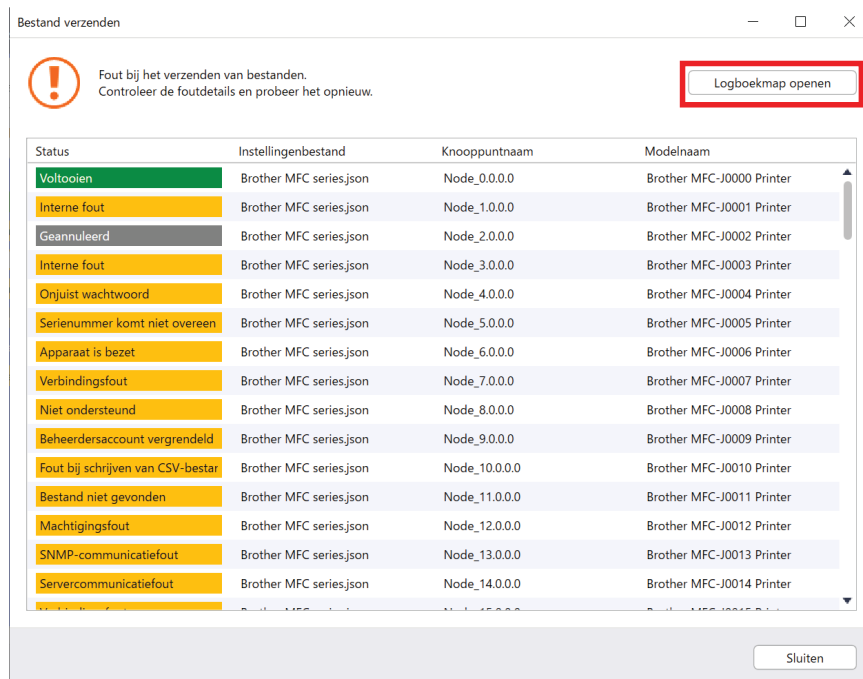 Bestand verzenden
Fout bij het verzenden van bestanden.
Controleer de foutdetails en probeer het opnieuw.
Logboekmap openen
Status Instellingenbestand Knooppuntnaam Modelnaam
Voltooien Brother MFC series.json Node_0.0.0.0 Brother MFC-J0000 Printer
Interne fout Brother MFC series.json Node_1.0.0.0 Brother MFC-J0001 Printer
Geannuleerd Brother MFC series.json Node_2.0.0.0 Brother MFC-J0002 Printer
Interne fout Brother MFC series.json Node_3.0.0.0 Brother MFC-J0003 Printer
Onjuist wachtwoord Brother MFC series.json Node_4.0.0.0 Brother MFC-J0004 Printer
Serienummer komt niet overeen Brother MFC series.json Node_5.0.0.0 Brother MFC-J0005 Printer
Apparaat is bezet Brother MFC series.json Node_6.0.0.0 Brother MFC-J0006 Printer
Verbindingsfout Brother MFC series.json Node_7.0.0.0 Brother MFC-J0007 Printer
Niet ondersteund Brother MFC series.json Node_8.0.0.0 Brother MFC-J0008 Printer
Beheerdersaccount vergrendeld Brother MFC series.json Node_9.0.0.0 Brother MFC-J0009 Printer
Fout bij schrijven van CSV-bestar Brother MFC series.json Node_10.0.0.0 Brother MFC-J0010 Printer
Bestand niet gevonden Brother MFC series.json Node_11.0.0.0 Brother MFC-J0011 Printer
Machtigingsfout Brother MFC series.json Node_12.0.0.0 Brother MFC-J0012 Printer
SNMP-communicatiefout Brother MFC series.json Node_13.0.0.0 Brother MFC-J0013 Printer
Servercommunicatiefout Brother MFC series.json Node_14.0.0.0 Brother MFC-J0014 Printer
Sluiten